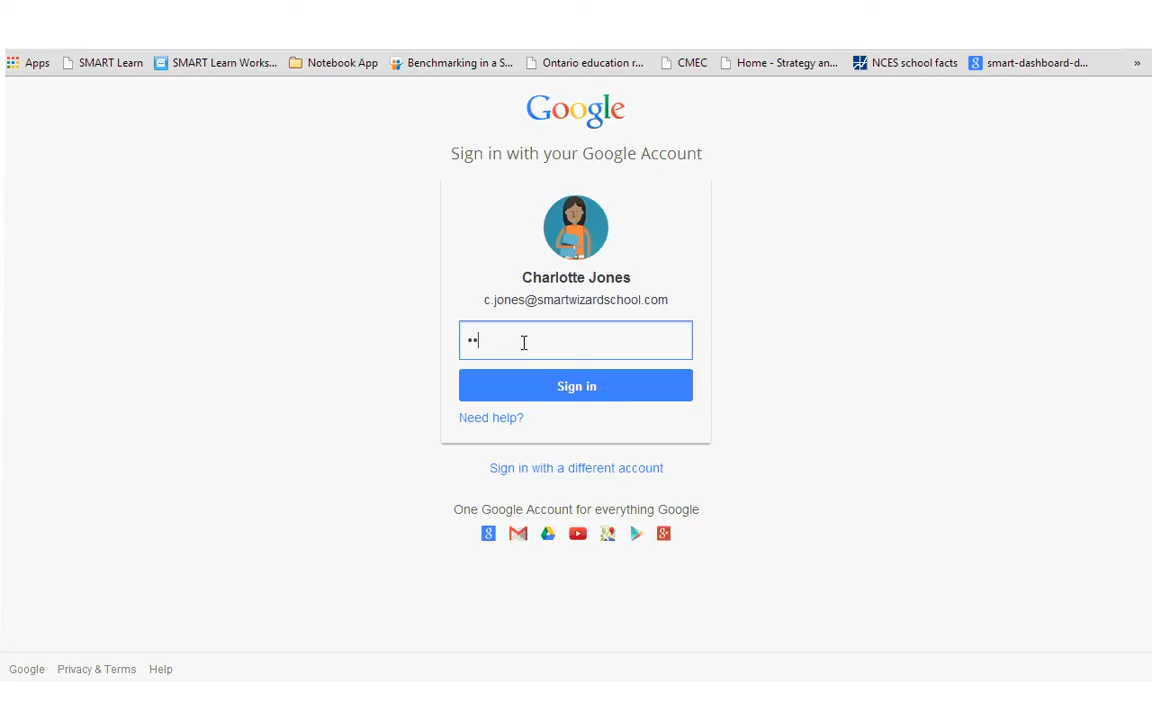 Apps SMART Learn SMART Learn Works... Notebook App Benchmarking in a S... Ontario education r... CMEC Home - Strategy an... NCES school facts smart-dashboard-d... »
Google
Sign in with your Google Account
Charlotte Jones
c.jones@smartwizardschool.com
••
Sign in
Need help?
Sign in with a different account
One Google Account for everything Google
Google Privacy & Terms Help